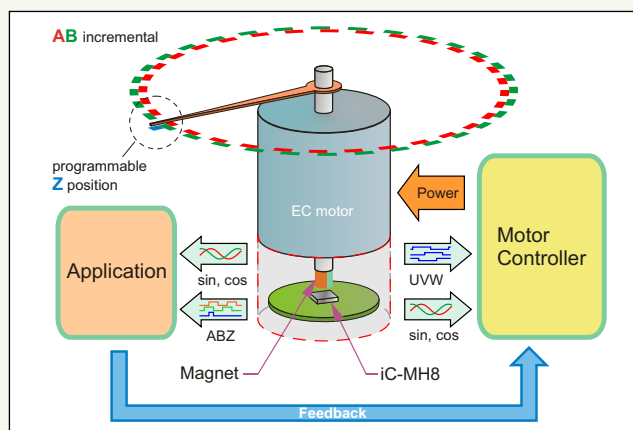 AB incremental
programmable
Z position
EC motor
Power
Motor
Controller
Application
sin, cos
UVW
ABZ
sin, cos
Magnet
iC-MH8
Feedback